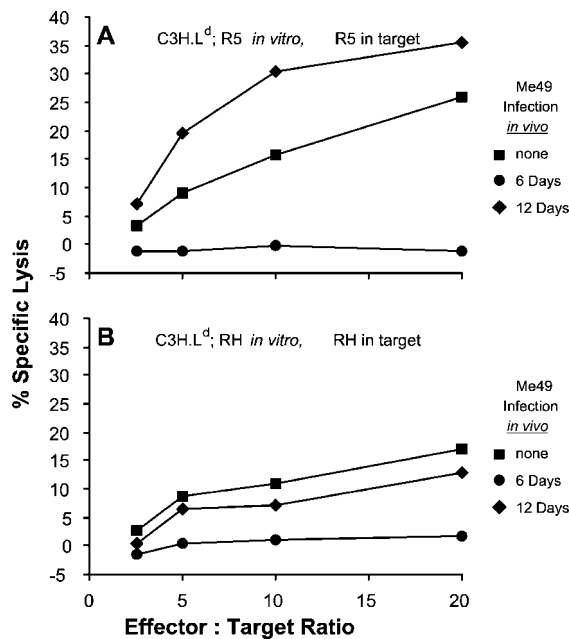 A
C3H.Ld; R5 in vitro, R5 in target
40
35
30
25
20
15
10
5
0
-5
Me49
Infection
in vivo
none
6 Days
12 Days
% Specific Lysis
B
C3H.Ld; RH in vitro, RH in target
40
35
30
25
20
15
10
5
0
-5
Me49
Infection
in vivo
none
6 Days
12 Days
0 5 10 15 20
Effector : Target Ratio